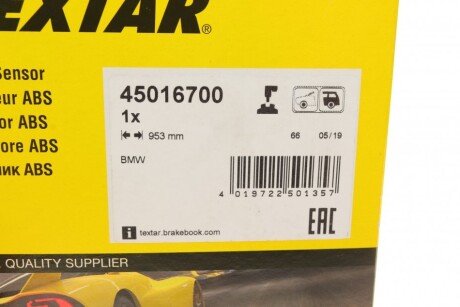 TEXTAR®
Sensor
eur ABS
or ABS
ore ABS
ик ABS
45016700
1x
953 mm
66 05/19
BMW
4 019722 501357
textar.brakebook.com
EAC
QUALITY SUPPLIER